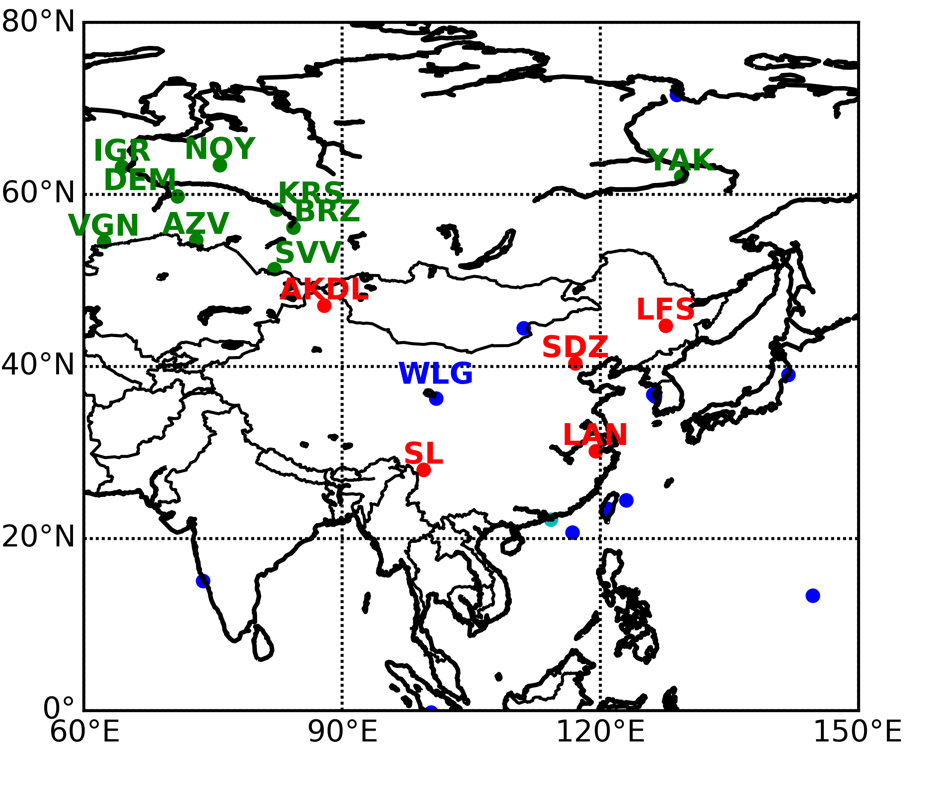 80°N
IGR
NOY
YAK
DEM
60°N
KRS
BRZ
VGN
AZV
SVV
AKDL
LFS
SDZ
40°N
WLG
LAN
SL
20°N
0°
60°E
90°E
120°E
150°E